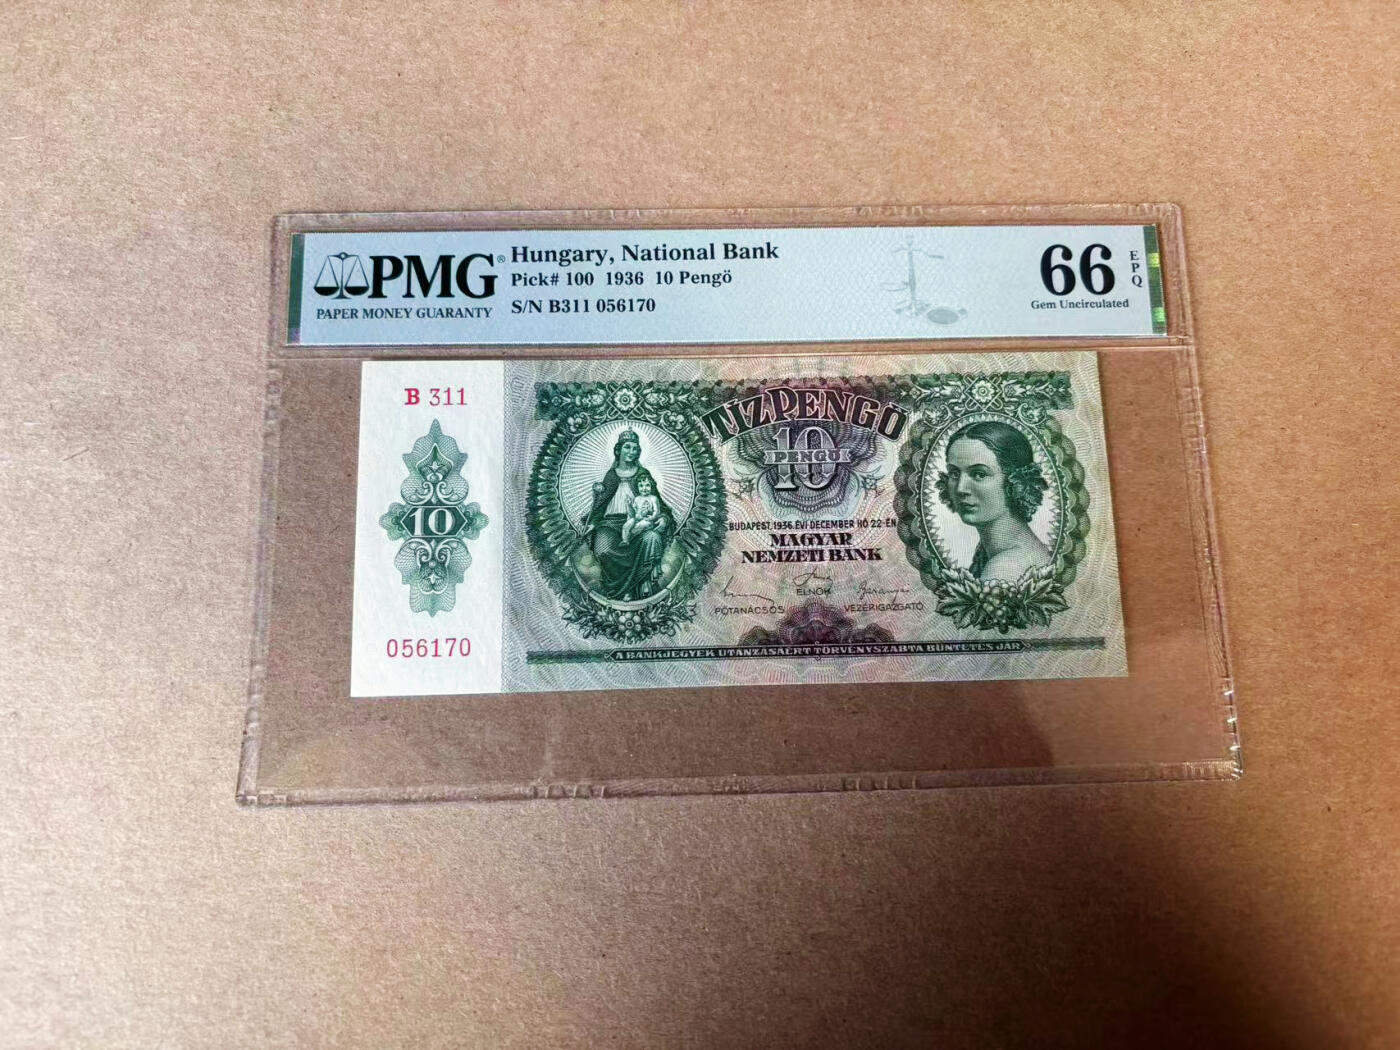 PMG®
PAPER MONEY GUARANTY
Hungary, National Bank
Pick# 100 1936 10 Pengö
S/N B311 056170
66 EPQ
Gem Uncirculated
B 311
10
056170
TÍZPENGŐ
10
PENGŐ
BUDAPEST, 1936. ÉVI DECEMBER HÓ 22-ÉN
MAGYAR
NEMZETI BANK
FŐTANÁCSOS
ELNÖK
VEZÉRIGAZGATÓ
A BANKJEGYEK UTÁNZÁSÁÉRT TÖRVÉNYSZABTA BÜNTETÉS JÁR